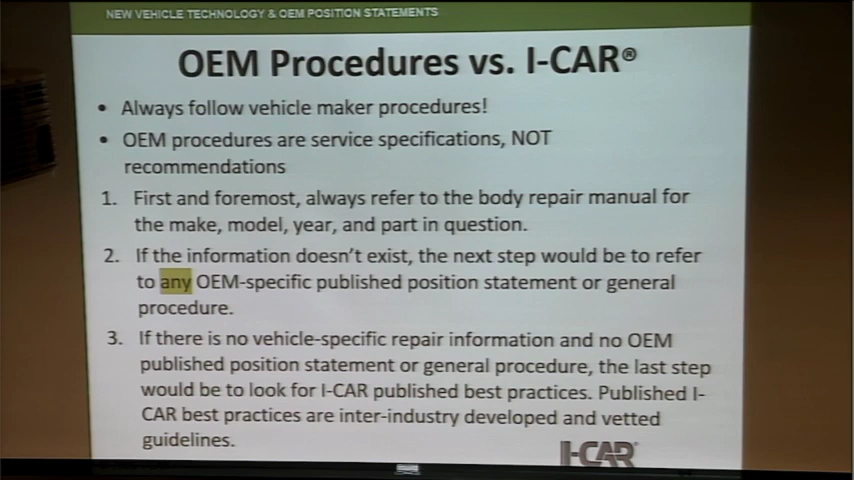 NEW VEHICLE TECHNOLOGY & OEM POSITION STATEMENTS
OEM Procedures vs. I-CAR®
• Always follow vehicle maker procedures!
• OEM procedures are service specifications, NOT
recommendations
1. First and foremost, always refer to the body repair manual for
the make, model, year, and part in question.
2. If the information doesn't exist, the next step would be to refer
to any OEM-specific published position statement or general
procedure.
3. If there is no vehicle-specific repair information and no OEM
published position statement or general procedure, the last step
would be to look for I-CAR published best practices. Published I-
CAR best practices are inter-industry developed and vetted
guidelines.
I-CAR